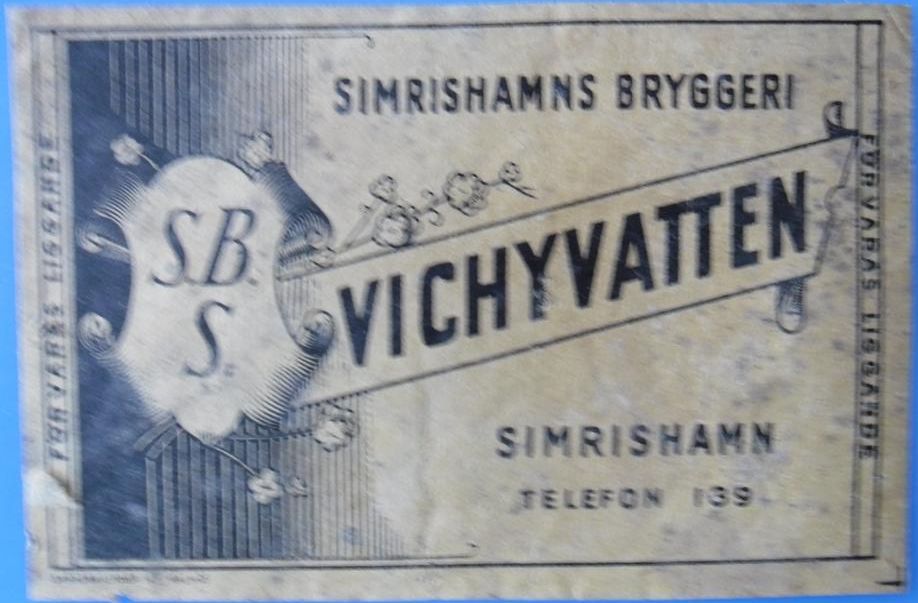 SIMRISHAMNS BRYGGERI
S.B.
S.
VICHYVATTEN
SIMRISHAMN
TELEFON 139
FÖRVARAS LIGGANDE
FÖRVARAS LIGGANDE